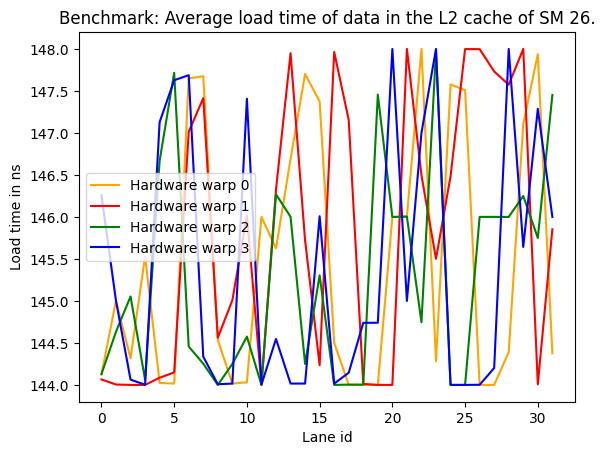 Benchmark: Average load time of data in the L2 cache of SM 26.
148.0
147.5
147.0
146.5
146.0
145.5
145.0
144.5
144.0
Load time in ns
Hardware warp 0
Hardware warp 1
Hardware warp 2
Hardware warp 3
0 5 10 15 20 25 30
Lane id